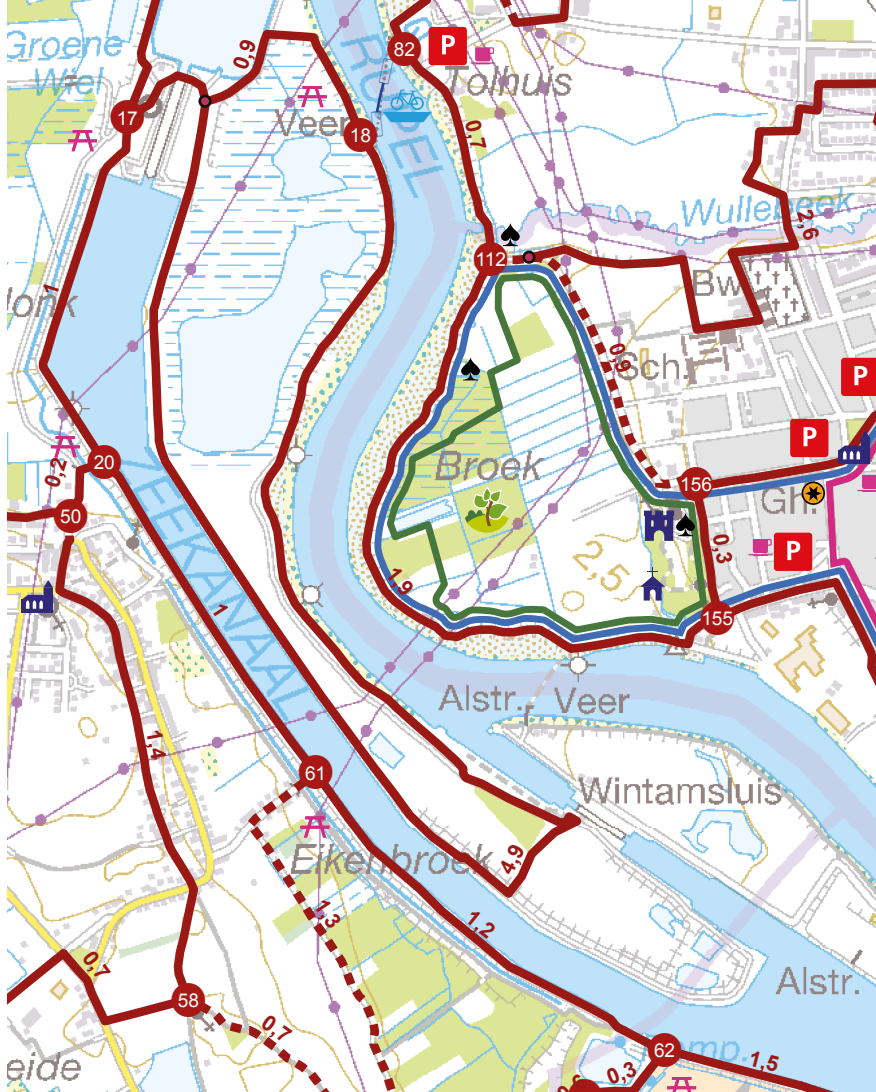 Groene
Wiel
0,9
82
P
Tolhuis
RUPEL
17
Veer
18
0,7
Wullebeek
2,6
112
1
Bw
0,9
Sch.
P
P
20
0,2
50
Broek
156
Gh.
2,5
0,3
P
1,9
ZEEKANAAL
1
155
Alstr.
Veer
1,4
61
Wintamsluis
Eikenbroek
4,9
1,3
1,2
0,7
58
0,7
Alstr.
eide
62
0,3
1,5